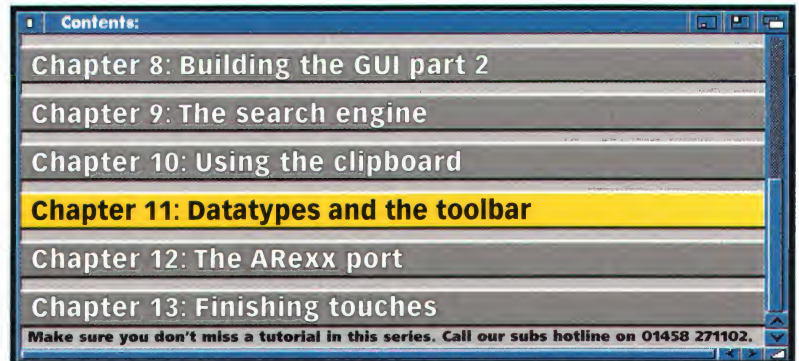 Contents:
Chapter 8: Building the GUI part 2
Chapter 9: The search engine
Chapter 10: Using the clipboard
Chapter 11: Datatypes and the toolbar
Chapter 12: The ARexx port
Chapter 13: Finishing touches
Make sure you don't miss a tutorial in this series. Call our subs hotline on 01458 271102.